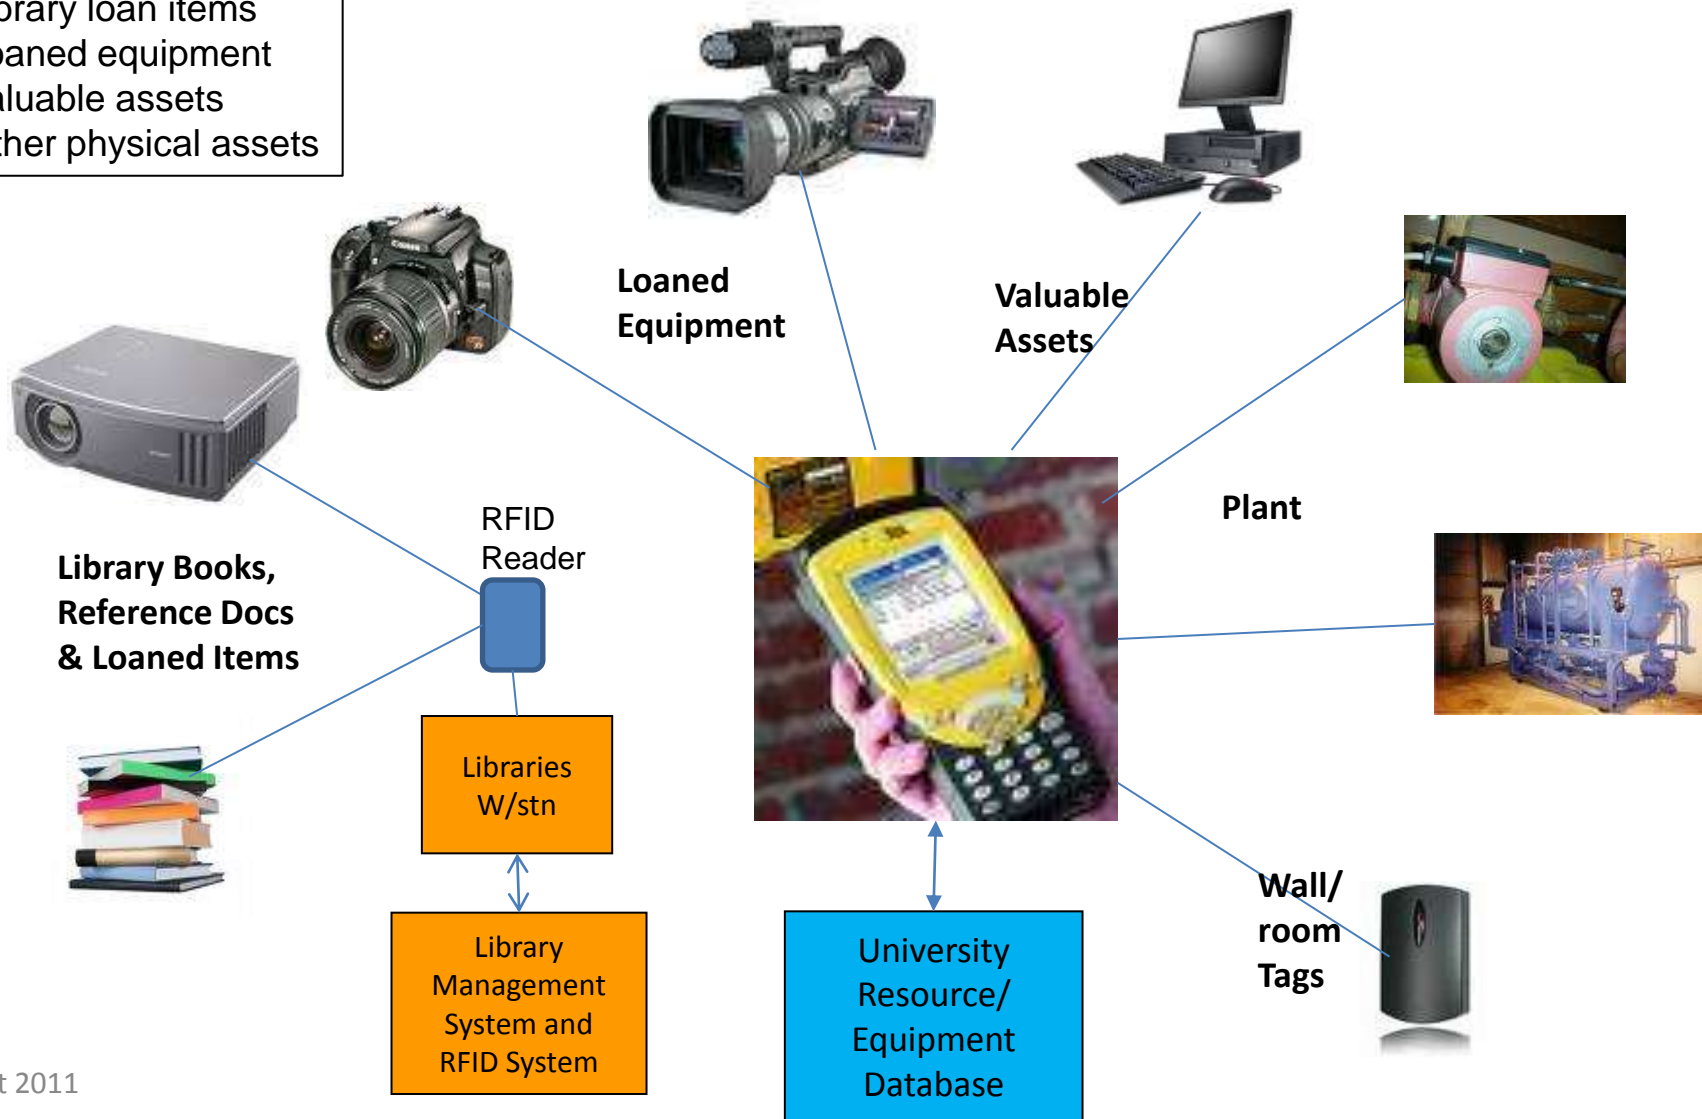 brary loan items
oaned equipment
aluable assets
ther physical assets
Loaned
Equipment
Valuable
Assets
RFID
Reader
Plant
Library Books,
Reference Docs
& Loaned Items
Libraries
W/stn
Wall/
room
Tags
Library
Management
System and
RFID System
University
Resource/
Equipment
Database
t 2011